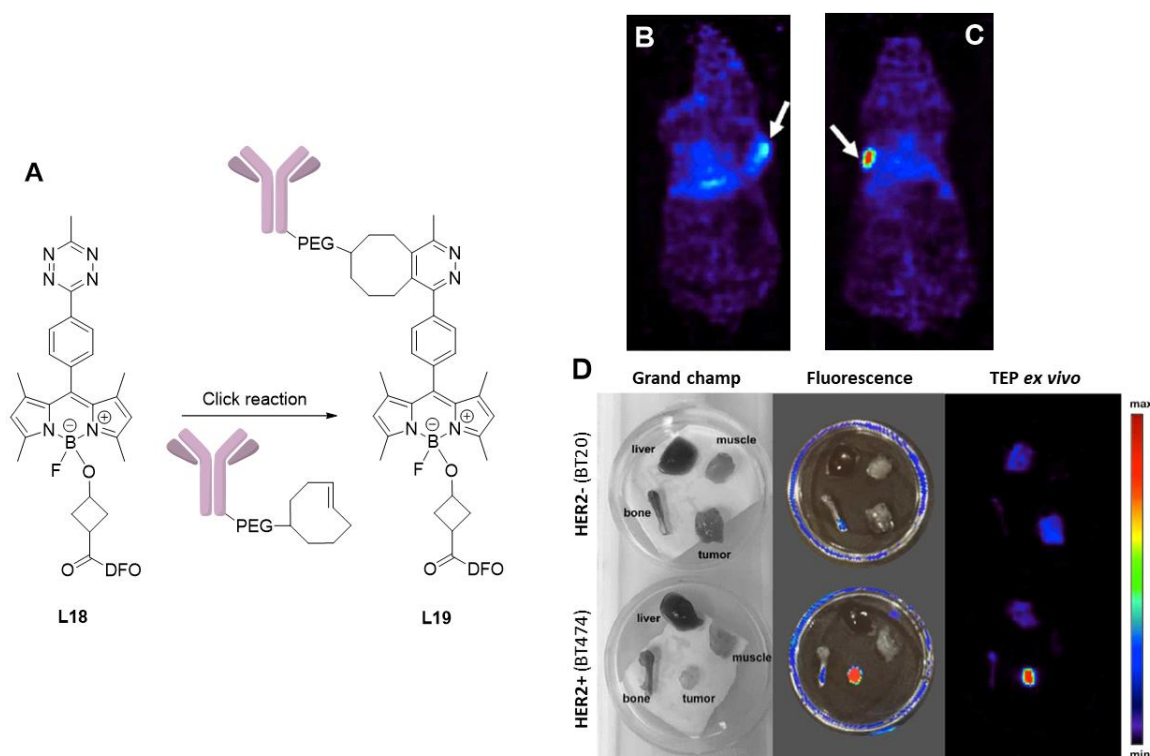 A
N
N
N
N
N
N
B
F
O
O
DFO
L18
Click reaction
PEG
PEG
N
N
N
N
B
F
O
O
DFO
L19
B
C
D
Grand champ
Fluorescence
TEP ex vivo
HER2- (BT20)
liver
muscle
bone
tumor
HER2+ (BT474)
liver
muscle
bone
tumor
max
min